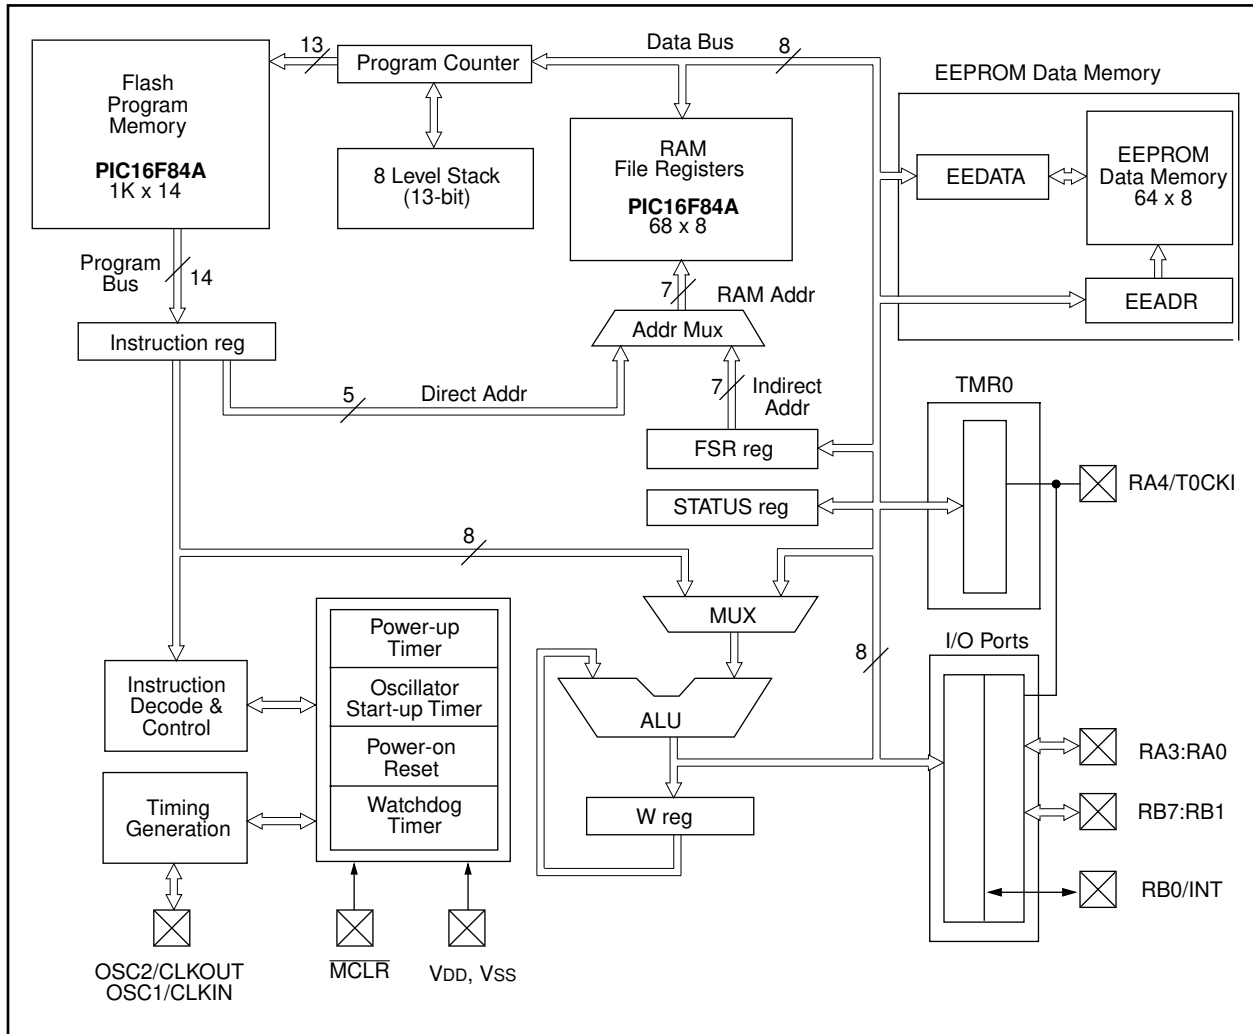 13
Program Counter
Data Bus
8
EEPROM Data Memory
Flash
Program
Memory
PIC16F84A
1K x 14
8 Level Stack
(13-bit)
RAM
File Registers
PIC16F84A
68 x 8
EEDATA
EEPROM
Data Memory
64 x 8
Program
Bus
14
7
RAM Addr
EEADR
Instruction reg
Addr Mux
5
Direct Addr
7
Indirect
Addr
TMR0
FSR reg
RA4/T0CKI
STATUS reg
8
MUX
Power-up
Timer
8
I/O Ports
Instruction
Decode &
Control
Oscillator
Start-up Timer
ALU
Power-on
Reset
RA3:RA0
Timing
Generation
Watchdog
Timer
W reg
RB7:RB1
RB0/INT
OSC2/CLKOUT
OSC1/CLKIN
MCLR
VDD, VSS